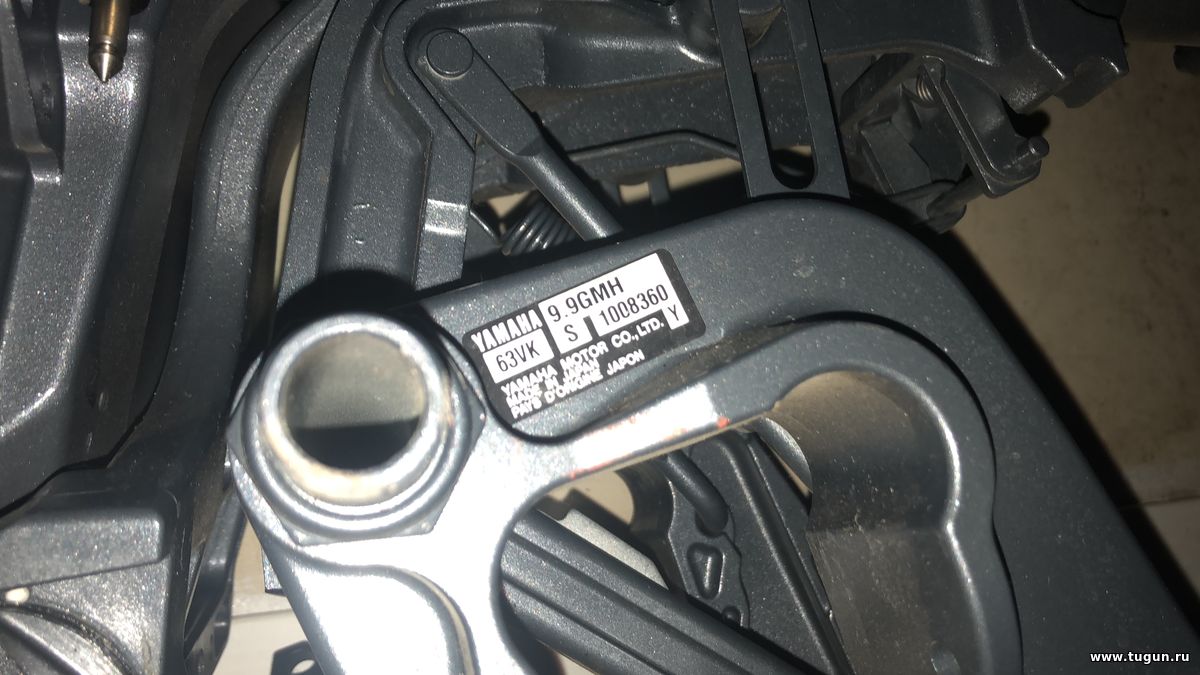 YAMAHA 9.9GMH
63VK S 1008360
YAMAHA MOTOR CO.,LTD. Y
MADE IN JAPAN
PAYS D'ORIGINE JAPON
www.tugun.ru